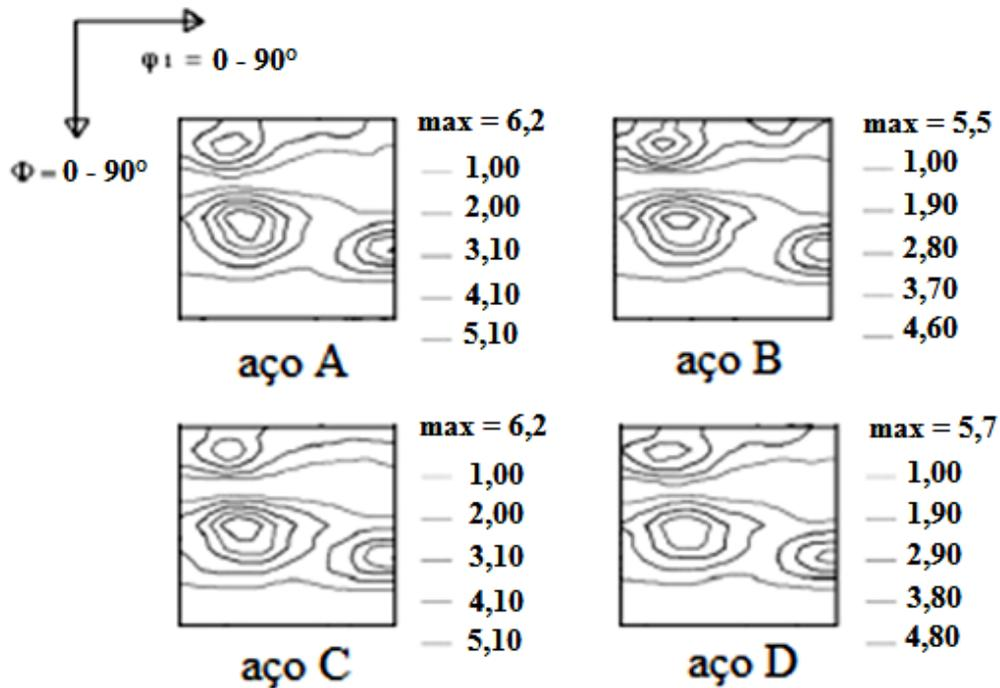 φ 1 = 0 - 90°
Φ = 0 - 90°
max = 6,2
1,00
2,00
3,10
4,10
5,10
aço A
max = 5,5
1,00
1,90
2,80
3,70
4,60
aço B
max = 6,2
1,00
2,00
3,10
4,10
5,10
aço C
max = 5,7
1,00
1,90
2,90
3,80
4,80
aço D